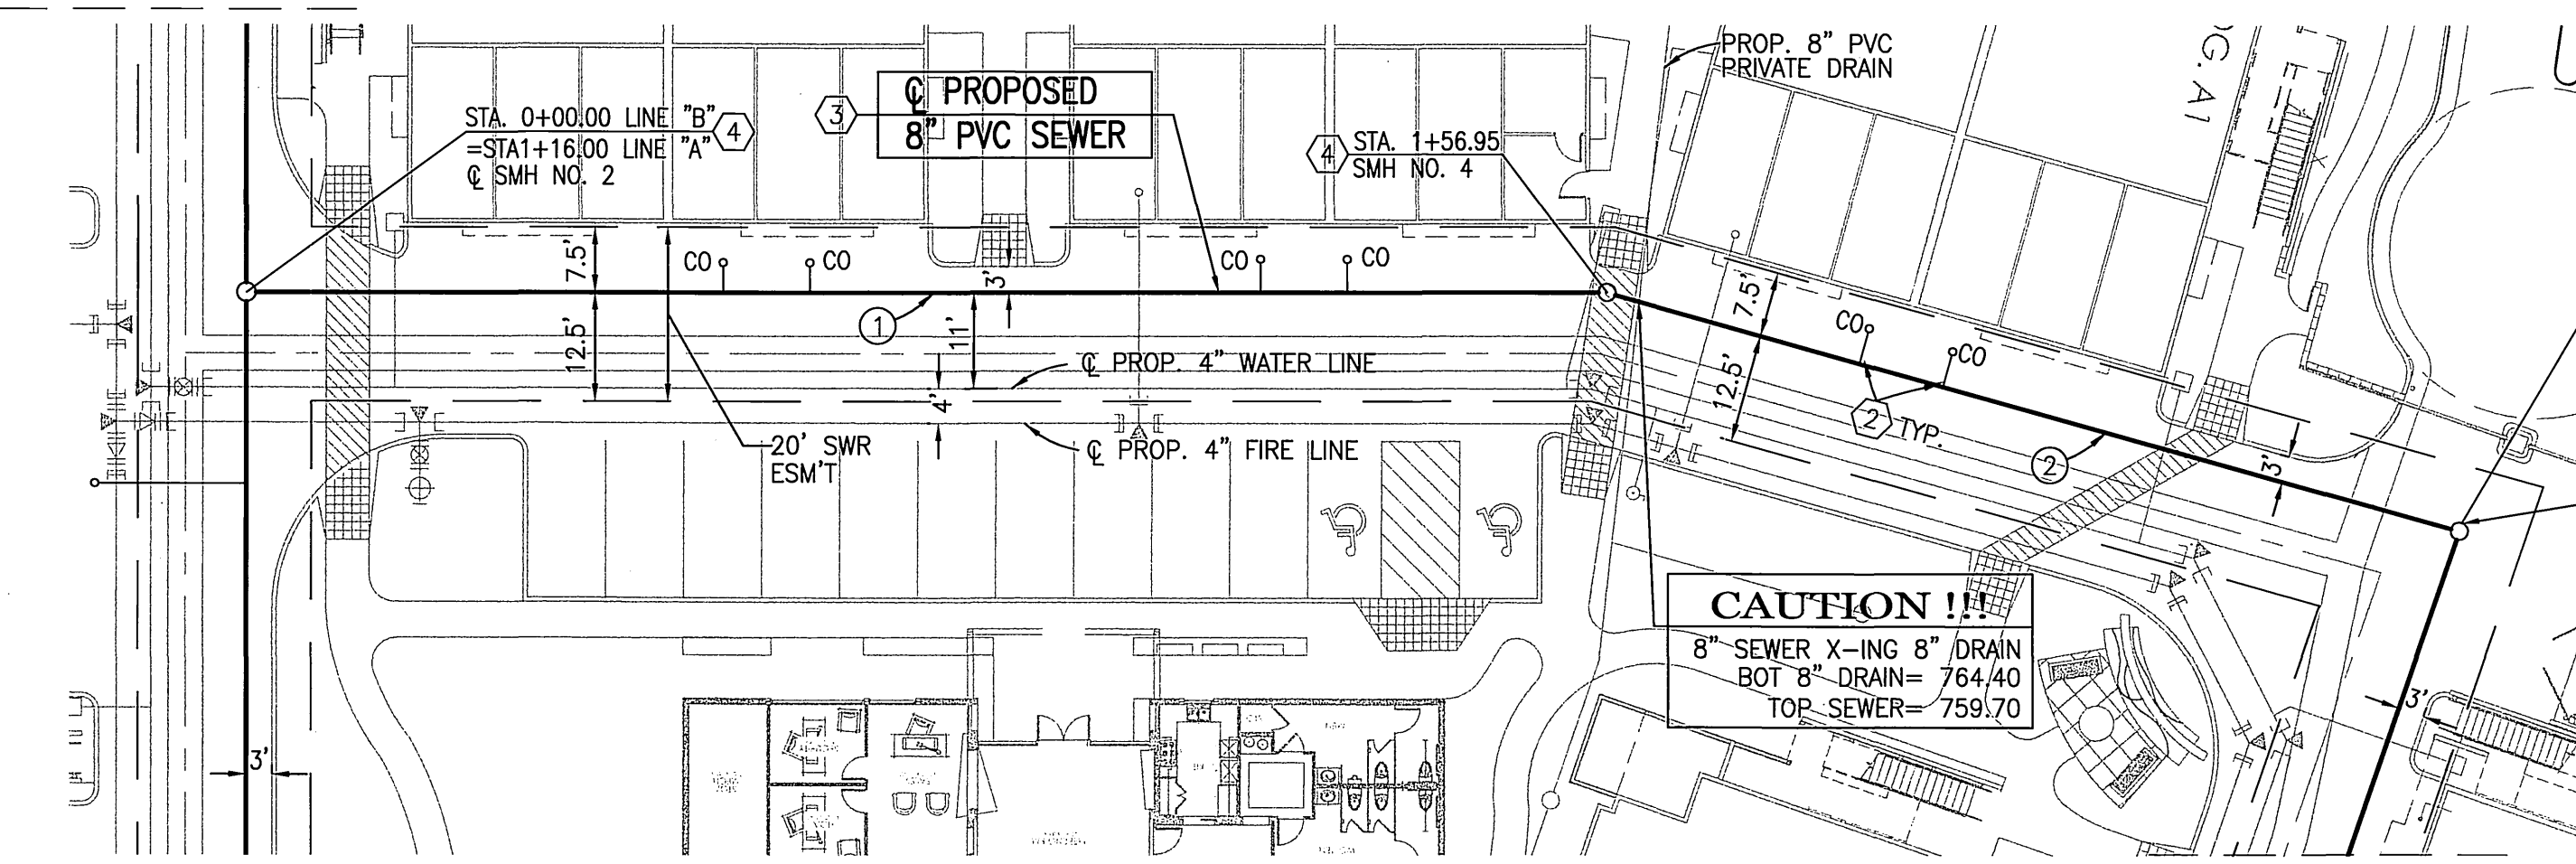 PROP. 8" PVC
PRIVATE DRAIN
G. A1
STA. 0+00.00 LINE "B"
=STA1+16.00 LINE "A"
℄ SMH NO. 2
4
3
℄ PROPOSED
8" PVC SEWER
4
STA. 1+56.95
SMH NO. 4
7.5'
CO
CO
3'
CO
CO
7.5'
CO
CO
12.5'
1
11'
℄ PROP. 4" WATER LINE
4'
12.5'
2 TYP.
2
3'
20' SWR
ESM'T
℄ PROP. 4" FIRE LINE
CAUTION !!!
8" SEWER X-ING 8" DRAIN
BOT 8" DRAIN= 764.40
TOP SEWER= 759.70
3'
3'